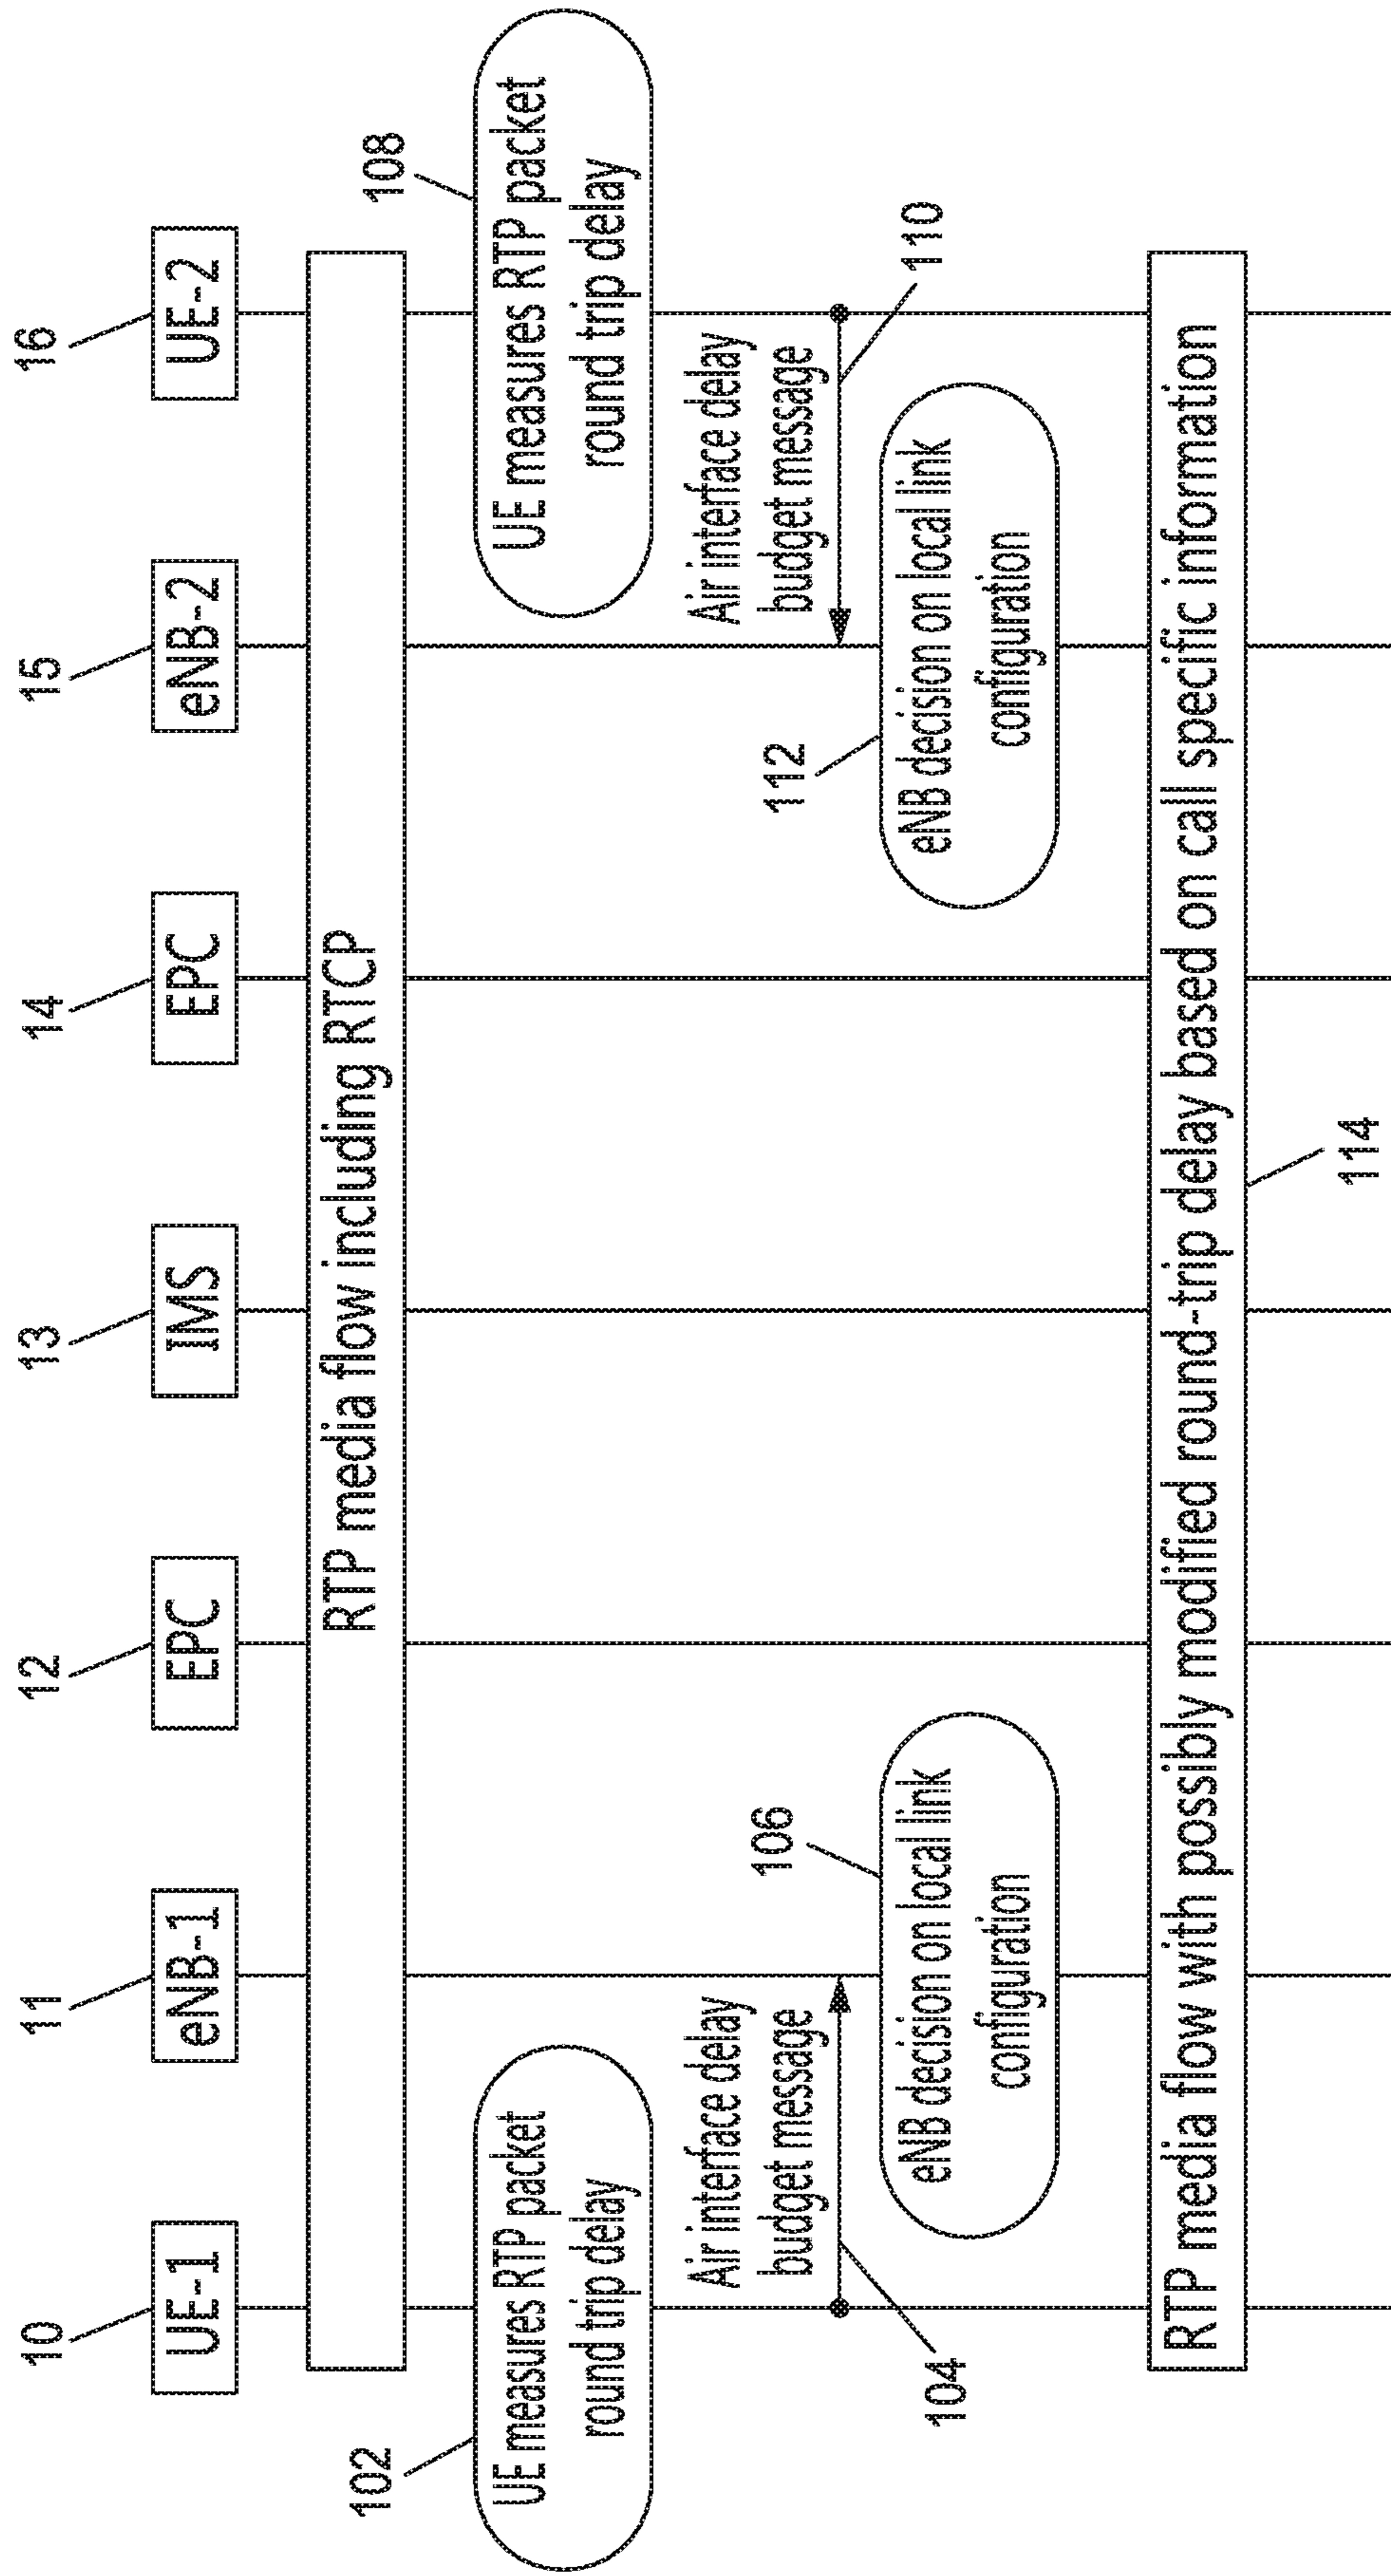 10
11
12
13
14
15
16
UE-1
eNB-1
EPC
IMS
EPC
eNB-2
UE-2
RTP media flow including RTCP
102
UE measures RTP packet
round trip delay
108
UE measures RTP packet
round trip delay
Air interface delay
budget message
104
106
eNB decision on local link
configuration
Air interface delay
budget message
110
112
eNB decision on local link
configuration
RTP media flow with possibly modified round-trip delay based on call specific information
114